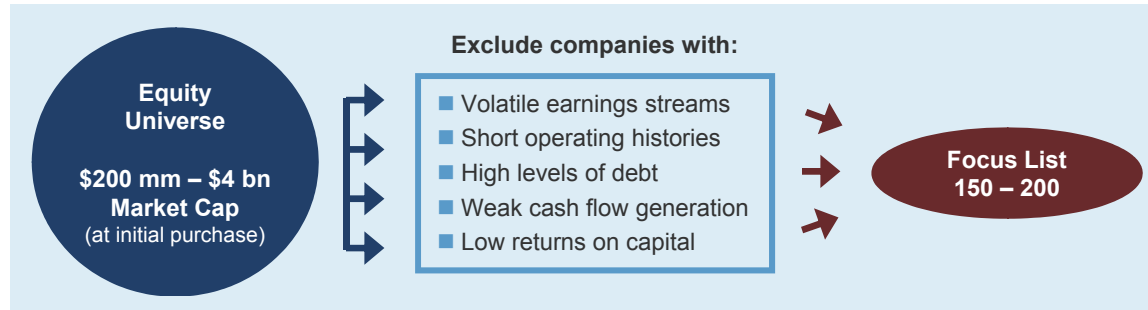 Equity
Universe
$200 mm – $4 bn
Market Cap
(at initial purchase)
Exclude companies with:
Volatile earnings streams
Short operating histories
High levels of debt
Weak cash flow generation
Low returns on capital
Focus List
150 – 200